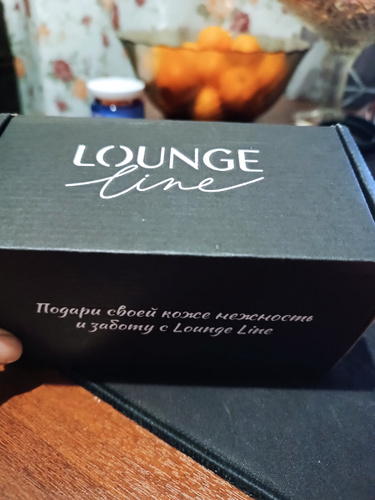 LOUNGE
line
Подари своей коже нежность
и заботу с Lounge Line